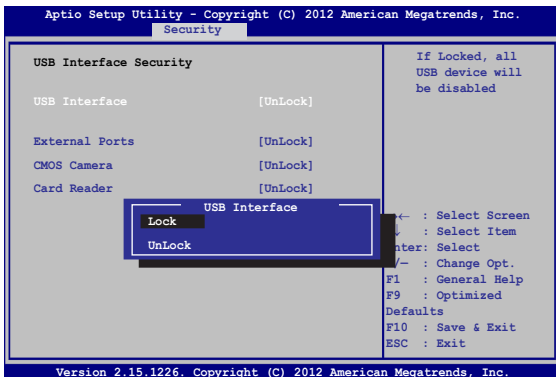 Aptio Setup Utility - Copyright (C) 2012 American Megatrends, Inc.
Security
USB Interface Security
USB Interface [UnLock]
External Ports [UnLock]
CMOS Camera [UnLock]
Card Reader [UnLock]
USB Interface
Lock
UnLock
If Locked, all
USB device will
be disabled
← : Select Screen
: Select Item
nter: Select
/— : Change Opt.
F1 : General Help
F9 : Optimized
Defaults
F10 : Save & Exit
ESC : Exit
Version 2.15.1226. Copyright (C) 2012 American Megatrends, Inc.